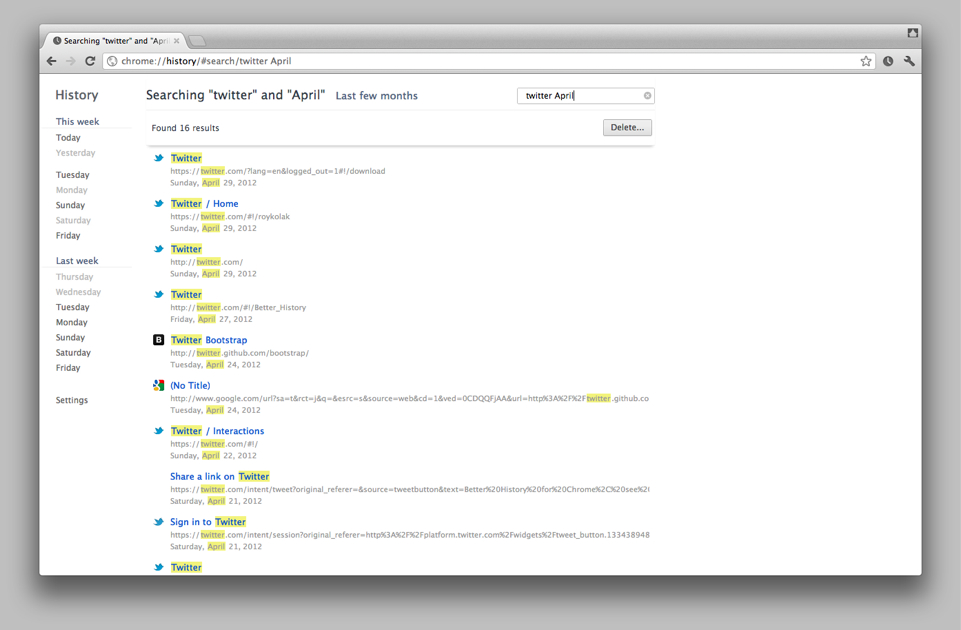 Searching "twitter" and "Apri
chrome://history/#search/twitter April
History
Searching "twitter" and "April" Last few months
twitter April
This week
Today
Yesterday
Tuesday
Monday
Sunday
Saturday
Friday
Last week
Thursday
Wednesday
Tuesday
Monday
Sunday
Saturday
Friday
Settings
Found 16 results
Delete...
Twitter
https://twitter.com/?lang=en&logged_out=1#!/download
Sunday, April 29, 2012
Twitter / Home
https://twitter.com/#!/roykolak
Sunday, April 29, 2012
Twitter
http://twitter.com/
Sunday, April 29, 2012
Twitter
http://twitter.com/#!/Better_History
Friday, April 27, 2012
B
Twitter Bootstrap
http://twitter.github.com/bootstrap/
Tuesday, April 24, 2012
(No Title)
http://www.google.com/url?sa=t&rct=j&q=&esrc=s&source=web&cd=1&ved=0CDQQFjAA&url=http%3A%2F%2Ftwitter.github.co
Tuesday, April 24, 2012
Twitter / Interactions
https://twitter.com/#!/
Sunday, April 22, 2012
Share a link on Twitter
https://twitter.com/intent/tweet?original_referer=&source=tweetbutton&text=Better%20History%20for%20Chrome%2C%20see%20
Saturday, April 21, 2012
Sign in to Twitter
https://twitter.com/intent/session?original_referer=http%3A%2F%2Fplatform.twitter.com%2Fwidgets%2Ftweet_button.133438948
Saturday, April 21, 2012
Twitter